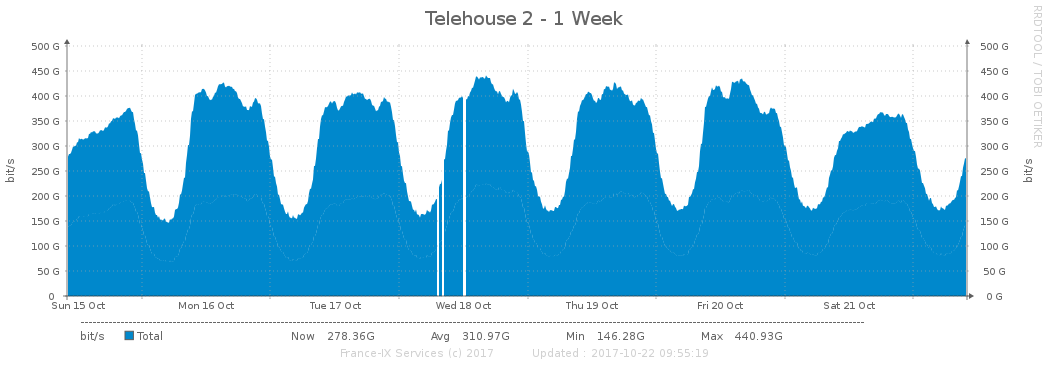 Telehouse 2 - 1 Week
RRDTOOL / TOBI OETIKER
bit/s
500 G 500 G
450 G 450 G
400 G 400 G
350 G 350 G
300 G 300 G
250 G 250 G
200 G 200 G
150 G 150 G
100 G 100 G
50 G 50 G
0 0 G
bit/s
Sun 15 Oct Mon 16 Oct Tue 17 Oct Wed 18 Oct Thu 19 Oct Fri 20 Oct Sat 21 Oct
bit/s Total Now 278.36G Avg 310.97G Min 146.28G Max 440.93G
France-IX Services (c) 2017 Updated : 2017-10-22 09:55:19